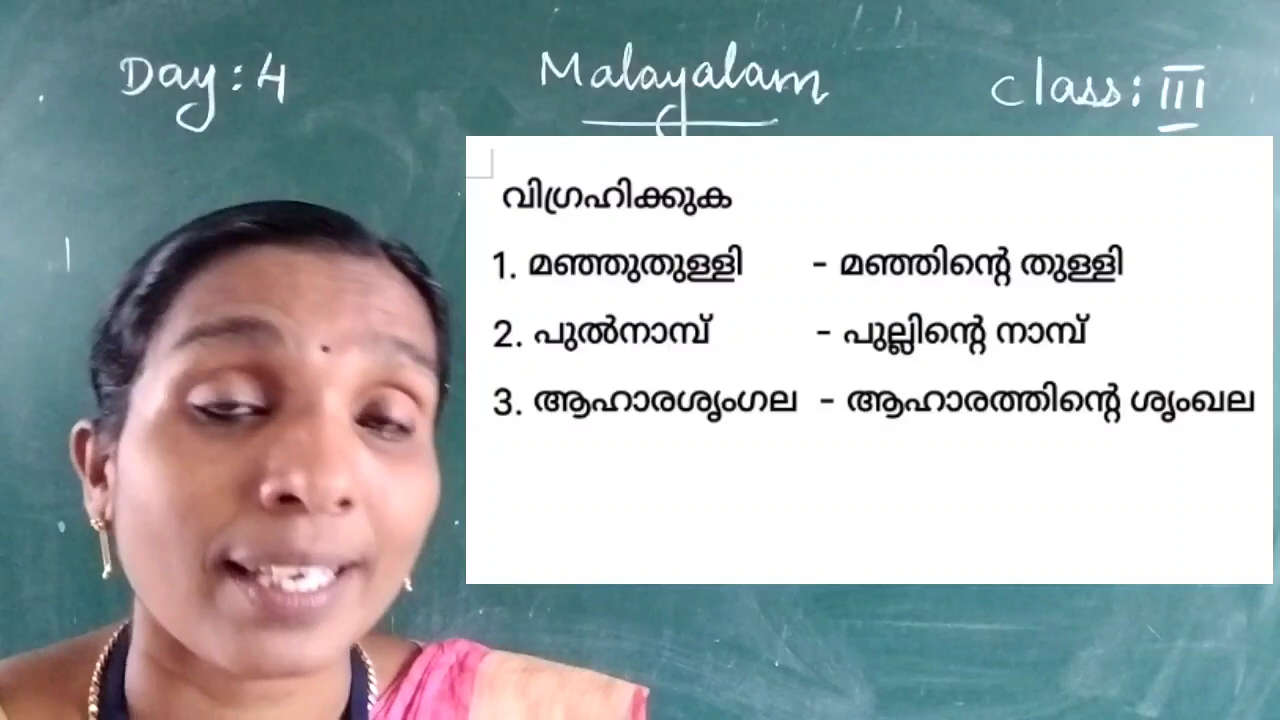 Day: 4 Malayalam Class: III
വിഗ്രഹിക്കുക
1. മഞ്ഞുതുള്ളി - മഞ്ഞിന്റെ തുള്ളി
2. പുൽനാമ്പ് - പുല്ലിന്റെ നാമ്പ്
3. ആഹാരശൃംഗല - ആഹാരത്തിന്റെ ശൃംഖല